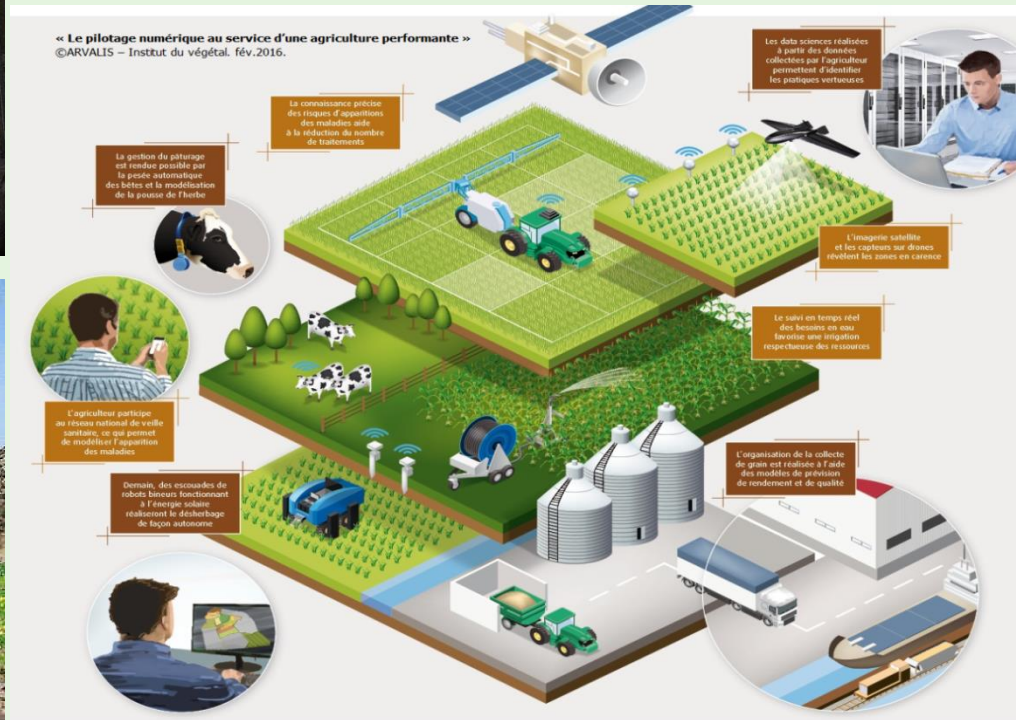 « Le pilotage numérique au service d'une agriculture performante »
©ARVALIS – Institut du végétal. fév.2016.
Les data sciences réalisées
à partir des données
collectées par l'agriculteur
permettent d'identifier
les pratiques vertueuses
La connaissance précise
des risques d'apparitions
des maladies aide
à la réduction du nombre
de traitements
La gestion du pâturage
est rendue possible par
la pesée automatique
des bêtes et la modélisation
de la pousse de l'herbe
L'imagerie satellite
et les capteurs sur drones
révèlent les zones en carence
Le suivi en temps réel
des besoins en eau
favorise une irrigation
respectueuse des ressources
L'agriculteur participe
au réseau national de veille
sanitaire, ce qui permet
de modéliser l'apparition
des maladies
L'organisation de la collecte
de grain est réalisée à l'aide
des modèles de prévision
de rendement et de qualité
Demain, des escouades de
robots bineurs fonctionnant
à l'énergie solaire
réaliseront le désherbage
de façon autonome